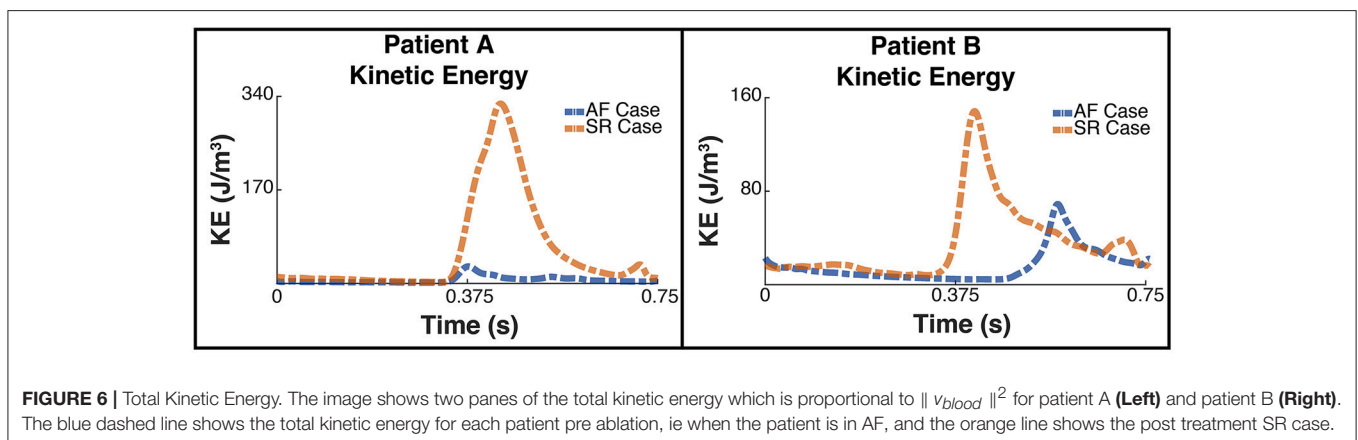 Patient A
Kinetic Energy
340
170
KE (J/m³)
AF Case
SR Case
0
0.375
0.75
Time (s)
Patient B
Kinetic Energy
160
80
KE (J/m³)
AF Case
SR Case
0
0.375
0.75
Time (s)
FIGURE 6 | Total Kinetic Energy. The image shows two panes of the total kinetic energy which is proportional to ‖ v_blood ‖² for patient A (Left) and patient B (Right).
The blue dashed line shows the total kinetic energy for each patient pre ablation, ie when the patient is in AF, and the orange line shows the post treatment SR case.